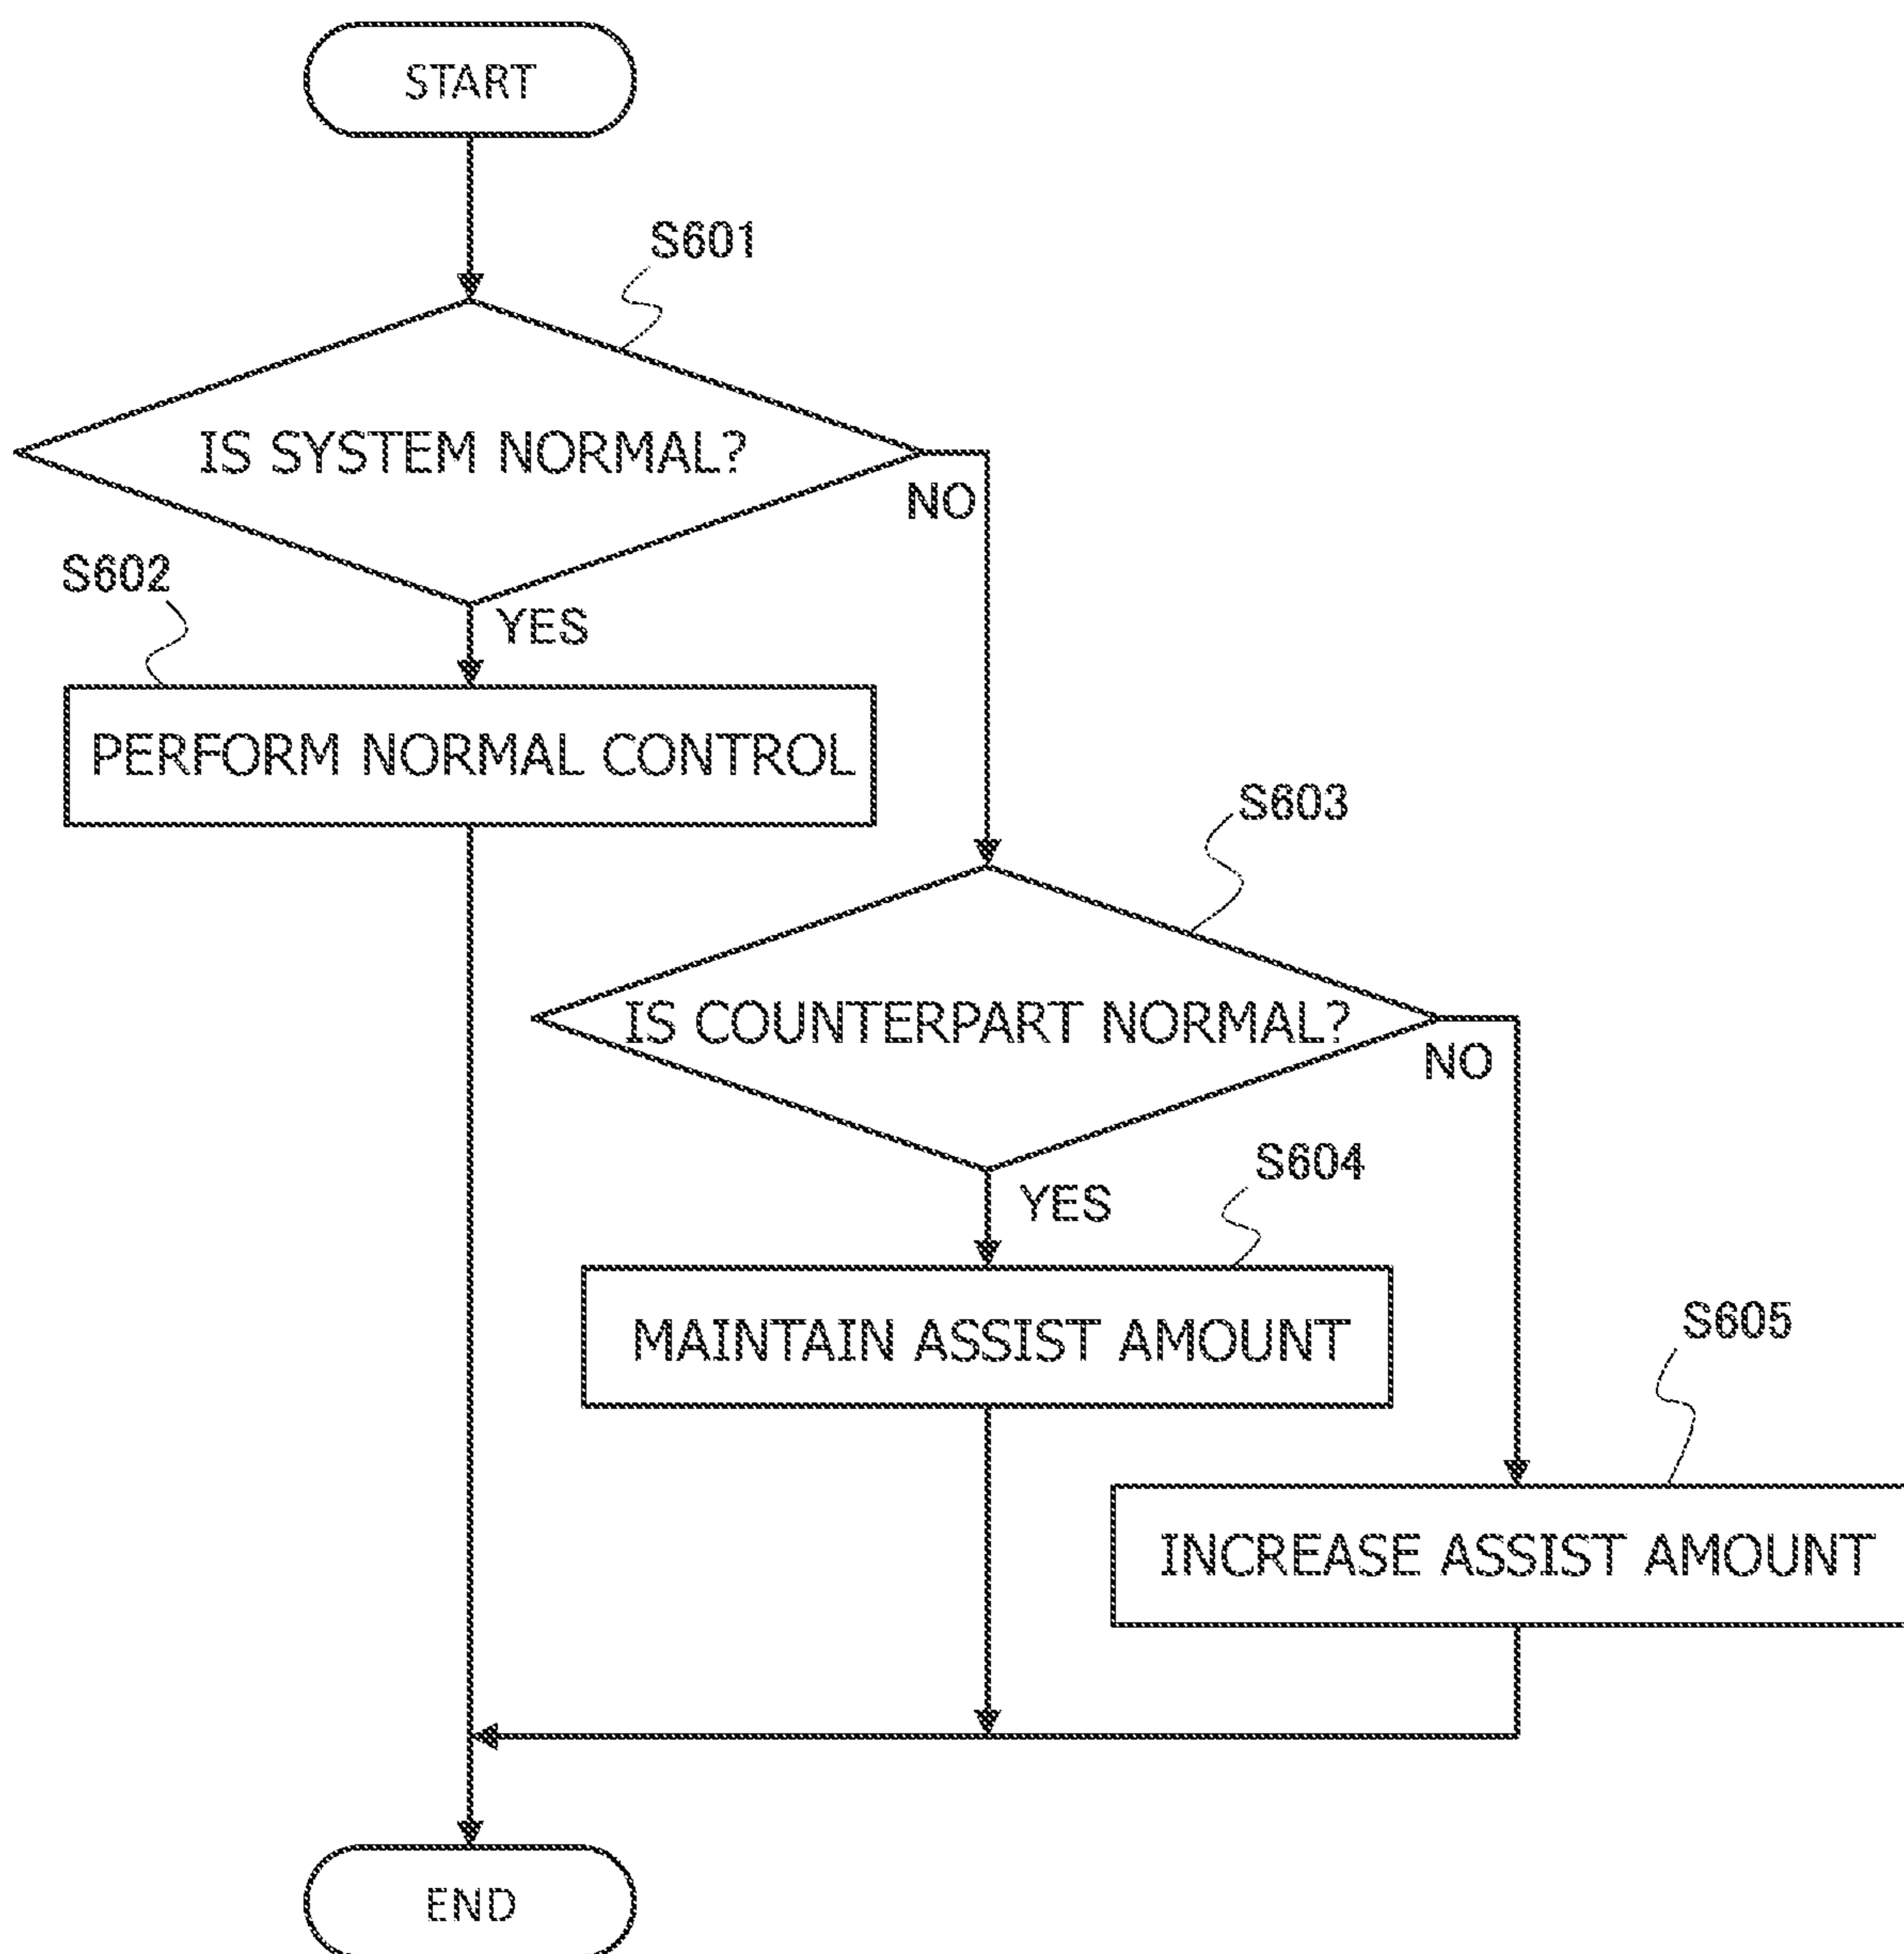 START
S601
IS SYSTEM NORMAL?
NO
S602
YES
PERFORM NORMAL CONTROL
S603
IS COUNTERPART NORMAL?
NO
S604
YES
MAINTAIN ASSIST AMOUNT
S605
INCREASE ASSIST AMOUNT
END